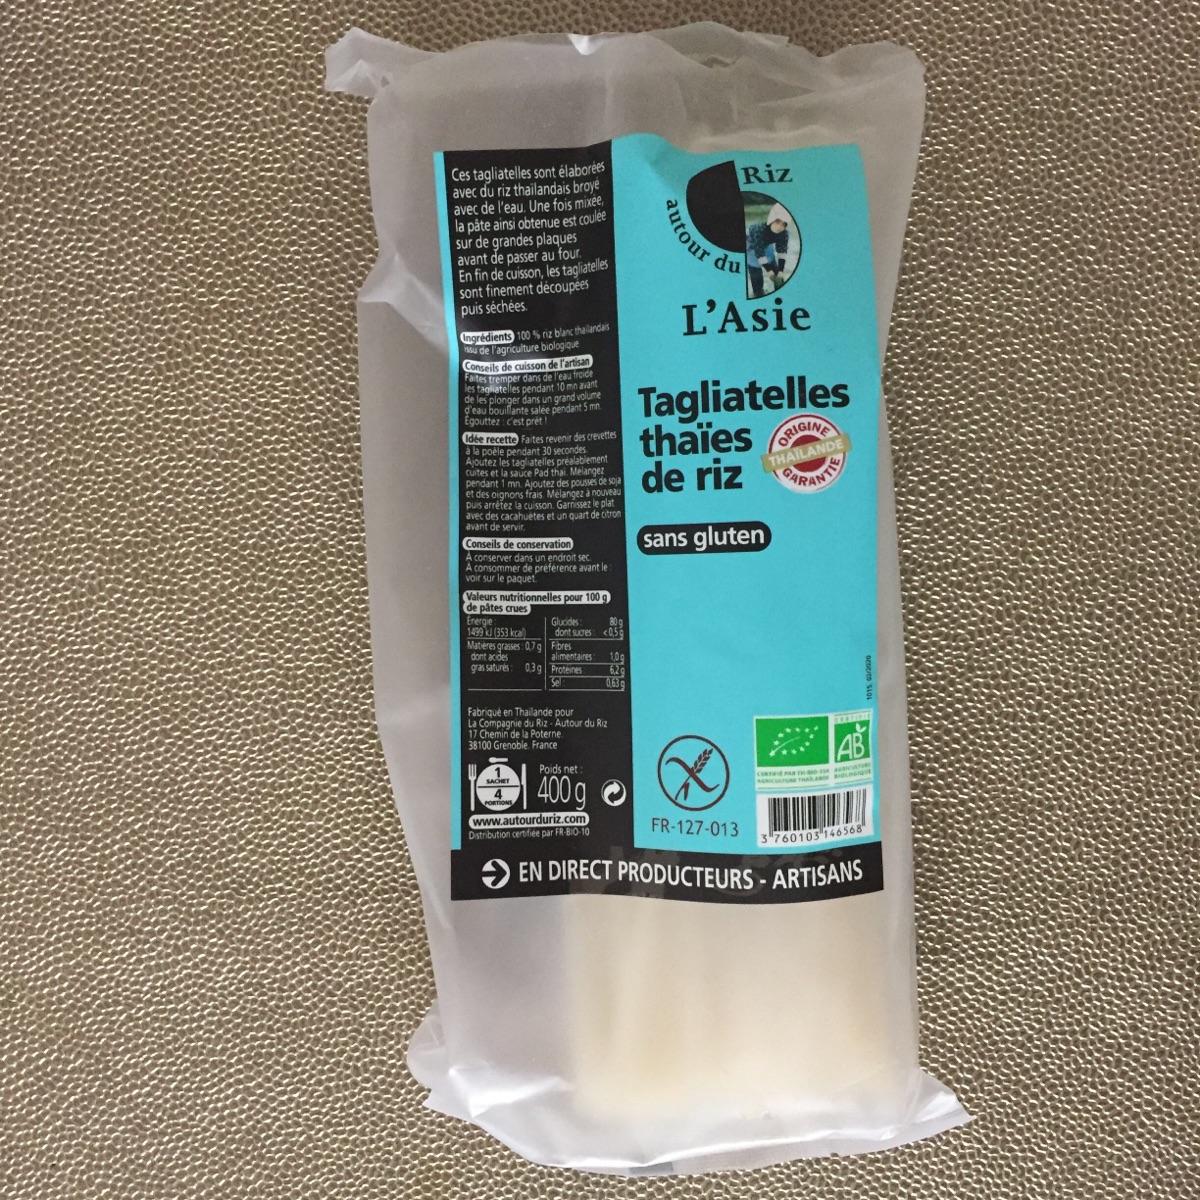 Ces tagliatelles sont élaborées
avec du riz thaïlandais broyé
avec de l'eau. Une fois mixée,
la pâte ainsi obtenue est coulée
sur de grandes plaques
avant de passer au four.
En fin de cuisson, les tagliatelles
sont finement découpées
puis séchées.
Ingrédients 100 % riz blanc thaïlandais
issu de l'agriculture biologique
Conseils de cuisson de l'artisan
Faites tremper dans de l'eau froide
les tagliatelles pendant 10 mn avant
de les plonger dans un grand volume
d'eau bouillante salée pendant 5 mn.
Egouttez : c'est prêt !
Idée recette Faites revenir des crevettes
à la poêle pendant 30 secondes.
Ajoutez les tagliatelles préalablement
cuites et la sauce Pad thaï. Mélangez
pendant 1 mn. Ajoutez des pousses de soja
et des oignons frais. Mélangez à nouveau
puis arrêtez la cuisson. Garnissez le plat
avec des cacahuètes et un quart de citron
avant de servir.
Conseils de conservation
A conserver dans un endroit sec.
A consommer de préférence avant le :
voir sur le paquet.
Valeurs nutritionnelles pour 100 g
de pâtes crues
Energie :
1499 kJ (353 kcal)
Matières grasses : 0,7 g
dont acides
gras saturés : 0,3 g
Glucides : 80 g
dont sucres : <0,5 g
Fibres
alimentaires : 1,0 g
Protéines : 6,2 g
Sel : 0,63 g
Fabriqué en Thaïlande pour
La Compagnie du Riz - Autour du Riz
17 Chemin de la Poterne.
38100 Grenoble. France
1
SACHET
4
PORTIONS
Poids net :
400 g
www.autourduriz.com
Distribution certifiée par FR-BIO-10
autour du
Riz
L'Asie
Tagliatelles
thaïes
de riz
ORIGINE
THAÏLANDE
GARANTIE
sans gluten
1015 02/2020
FR-127-013
CERTIFIÉ
AB
AGRICULTURE
BIOLOGIQUE
AGRICULTURE THAÏLANDE
3 760103 146568
EN DIRECT PRODUCTEURS - ARTISANS